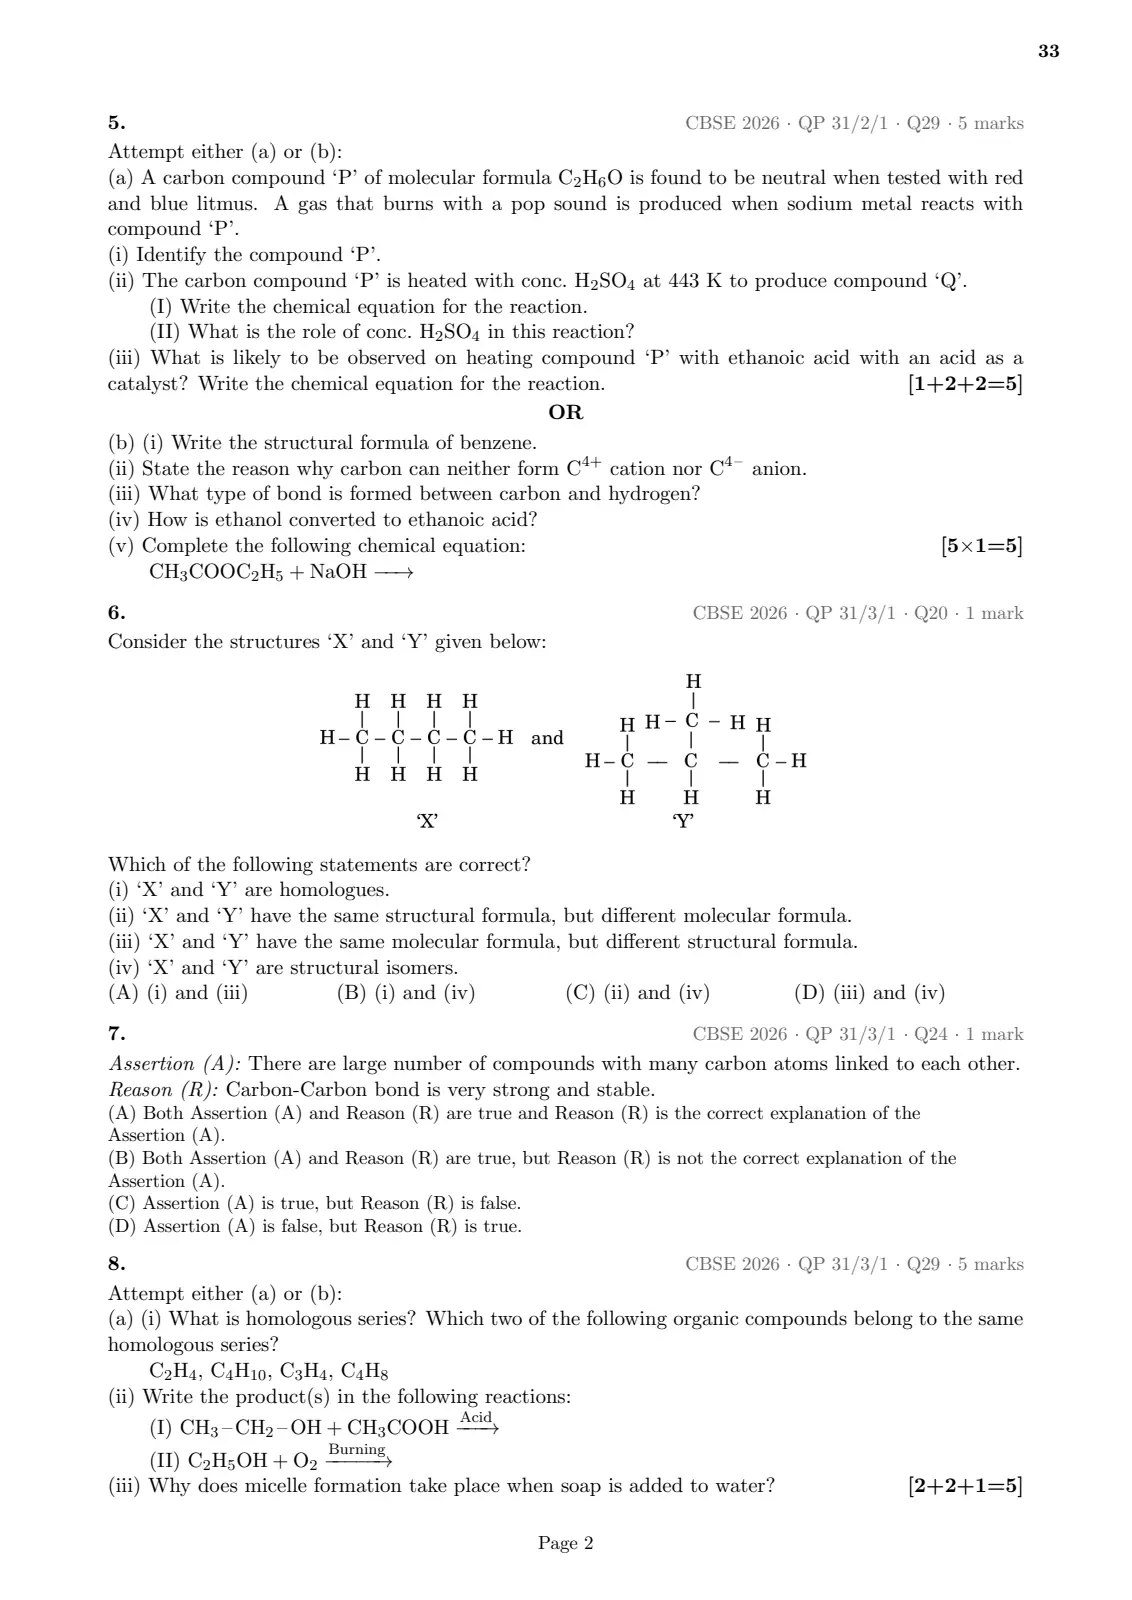 33
5. CBSE 2026 · QP 31/2/1 · Q29 · 5 marks
Attempt either (a) or (b):
(a) A carbon compound ‘P’ of molecular formula C₂H₆O is found to be neutral when tested with red
and blue litmus. A gas that burns with a pop sound is produced when sodium metal reacts with
compound ‘P’.
(i) Identify the compound ‘P’.
(ii) The carbon compound ‘P’ is heated with conc. H₂SO₄ at 443 K to produce compound ‘Q’.
(I) Write the chemical equation for the reaction.
(II) What is the role of conc. H₂SO₄ in this reaction?
(iii) What is likely to be observed on heating compound ‘P’ with ethanoic acid with an acid as a
catalyst? Write the chemical equation for the reaction. [1+2+2=5]
OR
(b) (i) Write the structural formula of benzene.
(ii) State the reason why carbon can neither form C⁴⁺ cation nor C⁴⁻ anion.
(iii) What type of bond is formed between carbon and hydrogen?
(iv) How is ethanol converted to ethanoic acid?
(v) Complete the following chemical equation: [5×1=5]
CH₃COOC₂H₅ + NaOH ⟶
6. CBSE 2026 · QP 31/3/1 · Q20 · 1 mark
Consider the structures ‘X’ and ‘Y’ given below:
H
H H H H
H H – C – H H
H – C – C – C – C – H and
H – C — C — C – H
H H H H
H H H
‘X’ ‘Y’
Which of the following statements are correct?
(i) ‘X’ and ‘Y’ are homologues.
(ii) ‘X’ and ‘Y’ have the same structural formula, but different molecular formula.
(iii) ‘X’ and ‘Y’ have the same molecular formula, but different structural formula.
(iv) ‘X’ and ‘Y’ are structural isomers.
(A) (i) and (iii) (B) (i) and (iv) (C) (ii) and (iv) (D) (iii) and (iv)
7. CBSE 2026 · QP 31/3/1 · Q24 · 1 mark
Assertion (A): There are large number of compounds with many carbon atoms linked to each other.
Reason (R): Carbon-Carbon bond is very strong and stable.
(A) Both Assertion (A) and Reason (R) are true and Reason (R) is the correct explanation of the
Assertion (A).
(B) Both Assertion (A) and Reason (R) are true, but Reason (R) is not the correct explanation of the
Assertion (A).
(C) Assertion (A) is true, but Reason (R) is false.
(D) Assertion (A) is false, but Reason (R) is true.
8. CBSE 2026 · QP 31/3/1 · Q29 · 5 marks
Attempt either (a) or (b):
(a) (i) What is homologous series? Which two of the following organic compounds belong to the same
homologous series?
C₂H₄, C₄H₁₀, C₃H₄, C₄H₈
(ii) Write the product(s) in the following reactions:
(I) CH₃–CH₂–OH + CH₃COOH Acid⟶
(II) C₂H₅OH + O₂ Burning⟶
(iii) Why does micelle formation take place when soap is added to water? [2+2+1=5]
Page 2